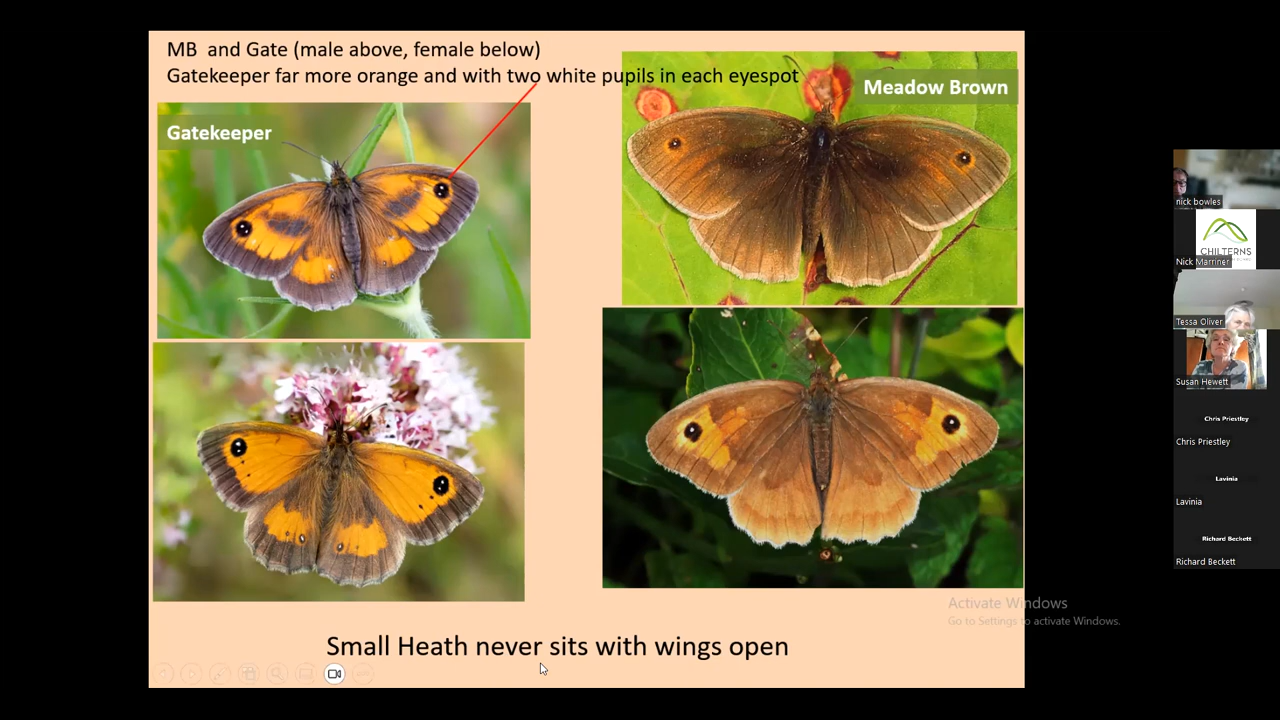 MB and Gate (male above, female below)
Gatekeeper far more orange and with two white pupils in each eyespot
Gatekeeper
Meadow Brown
Small Heath never sits with wings open
Activate Windows
Go to Settings to activate Windows.
nick bowles
CHILTERNS
Nick Marriner
Tessa Oliver
Susan Hewett
Chris Priestley
Chris Priestley
Lavinia
Lavinia
Richard Beckett
Richard Beckett